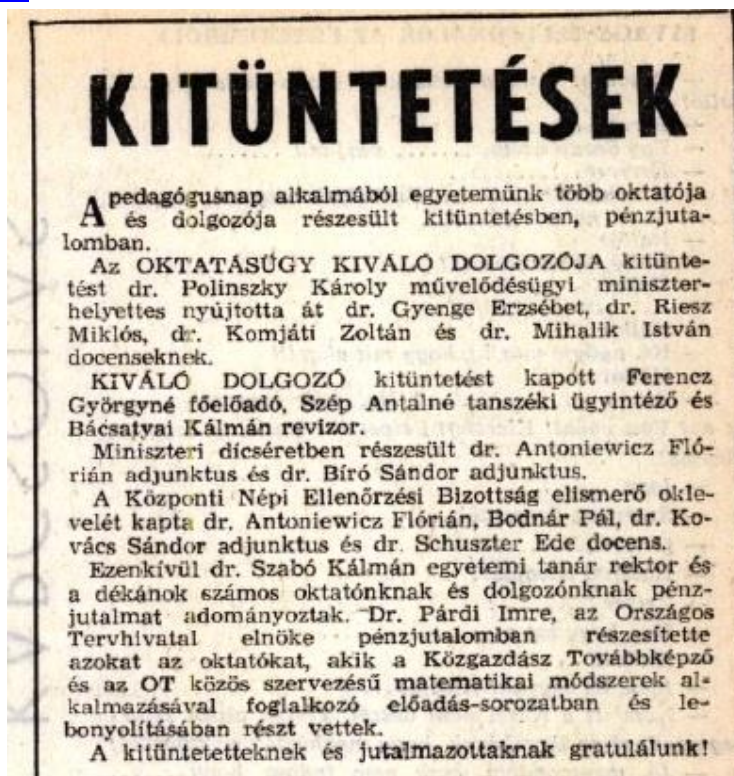 KITÜNTETÉSEK
A pedagógusnap alkalmából egyetemünk több oktatója
és dolgozója részesült kitüntetésben, pénzjuta-
lomban.
Az OKTATÁSÜGY KIVÁLÓ DOLGOZÓJA kitünte-
tést dr. Polinszky Károly művelődésügyi miniszter-
helyettes nyújtotta át dr. Gyenge Erzsébet, dr. Riesz
Miklós, dr. Komjáti Zoltán és dr. Mihalik István
docenseknek.
KIVÁLÓ DOLGOZÓ kitüntetést kapott Ferencz
Györgyné főelőadó, Szép Antalné tanszéki ügyintéző és
Bácsatyai Kálmán revizor.
Miniszteri dícséretben részesült dr. Antoniewicz Fló-
rián adjunktus és dr. Bíró Sándor adjunktus.
A Központi Népi Ellenőrzési Bizottság elismerő okle-
velét kapta dr. Antoniewicz Flórián, Bodnár Pál, dr. Ko-
vács Sándor adjunktus és dr. Schuszter Ede docens.
Ezenkívül dr. Szabó Kálmán egyetemi tanár rektor és
a dékánok számos oktatónknak és dolgozónknak pénz-
jutalmat adományoztak. Dr. Párdi Imre, az Országos
Tervhivatal elnöke pénzjutalomban részesítette
azokat az oktatókat, akik a Közgazdász Továbbképző
és az OT közös szervezésű matematikai módszerek al-
kalmazásával foglalkozó előadás-sorozatban és le-
bonyolításában részt vettek.
A kitüntetetteknek és jutalmazottaknak gratulálunk!